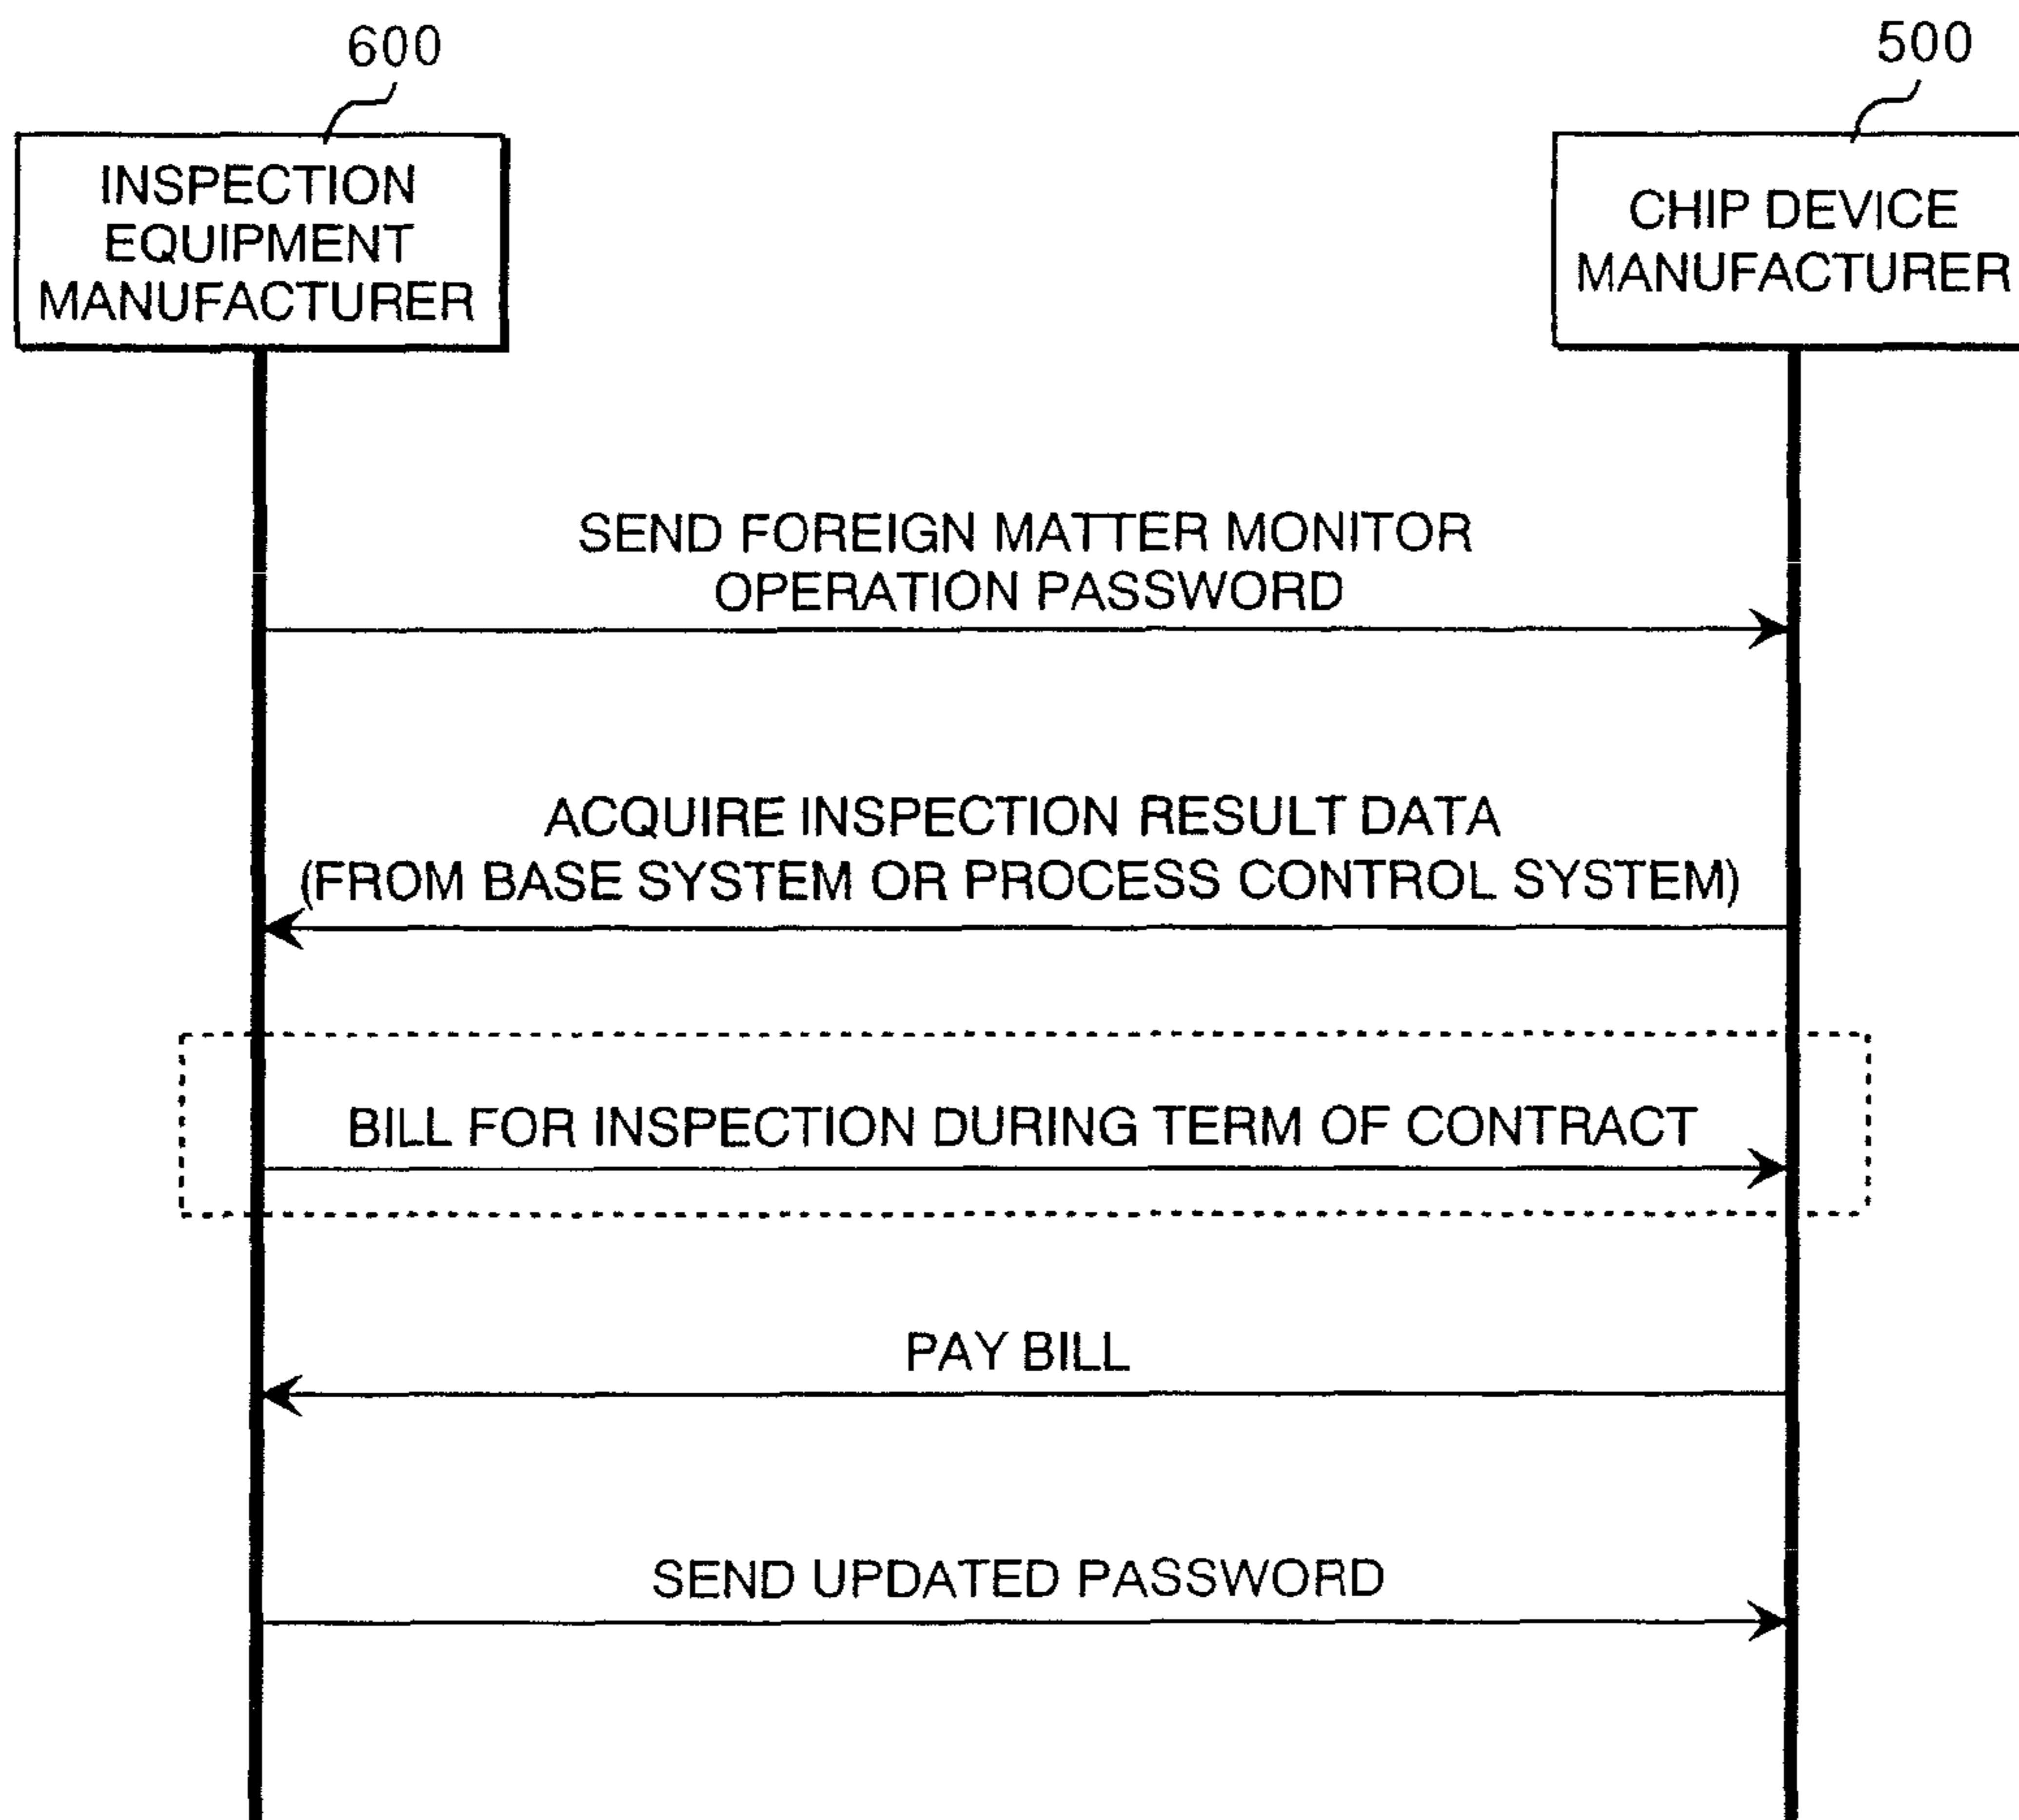 600
500
INSPECTION
EQUIPMENT
MANUFACTURER
CHIP DEVICE
MANUFACTURER
SEND FOREIGN MATTER MONITOR
OPERATION PASSWORD
ACQUIRE INSPECTION RESULT DATA
(FROM BASE SYSTEM OR PROCESS CONTROL SYSTEM)
BILL FOR INSPECTION DURING TERM OF CONTRACT
PAY BILL
SEND UPDATED PASSWORD